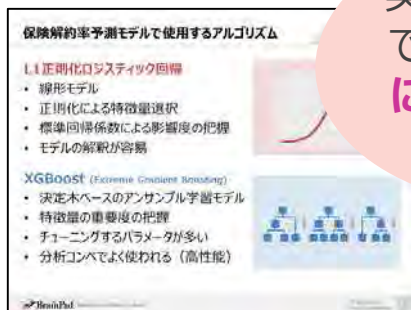 保険解約率予測モデルで使用するアルゴリズム
L1正則化ロジスティック回帰
• 線形モデル
• 正則化による特徴量選択
• 標準回帰係数による影響度の把握
• モデルの解釈が容易
XGBoost (Extreme Gradient Boosting)
• 決定木ベースのアンサンブル学習モデル
• 特徴量の重要度の把握
• チューニングするパラメータが多い
• 分析コンペでよく使われる（高性能）
BrainPad
で
に